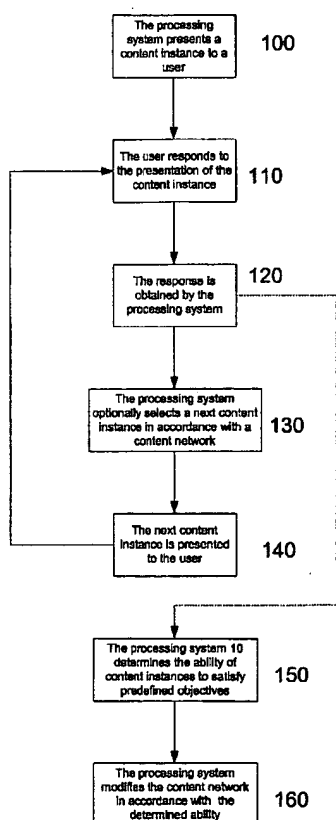 The processing
system presents a
content instance to a
user
100
The user responds to
the presentation of the
content instance
110
The response is
obtained by the
processing system
120
The processing system
optionally selects a next content
instance in accordance with a
content network
130
The next content
instance is presented
to the user
140
The processing system 10
determines the ability of
content instances to satisfy
predefined objectives
150
The processing system
modifies the content network
in accordance with the
determined ability
160